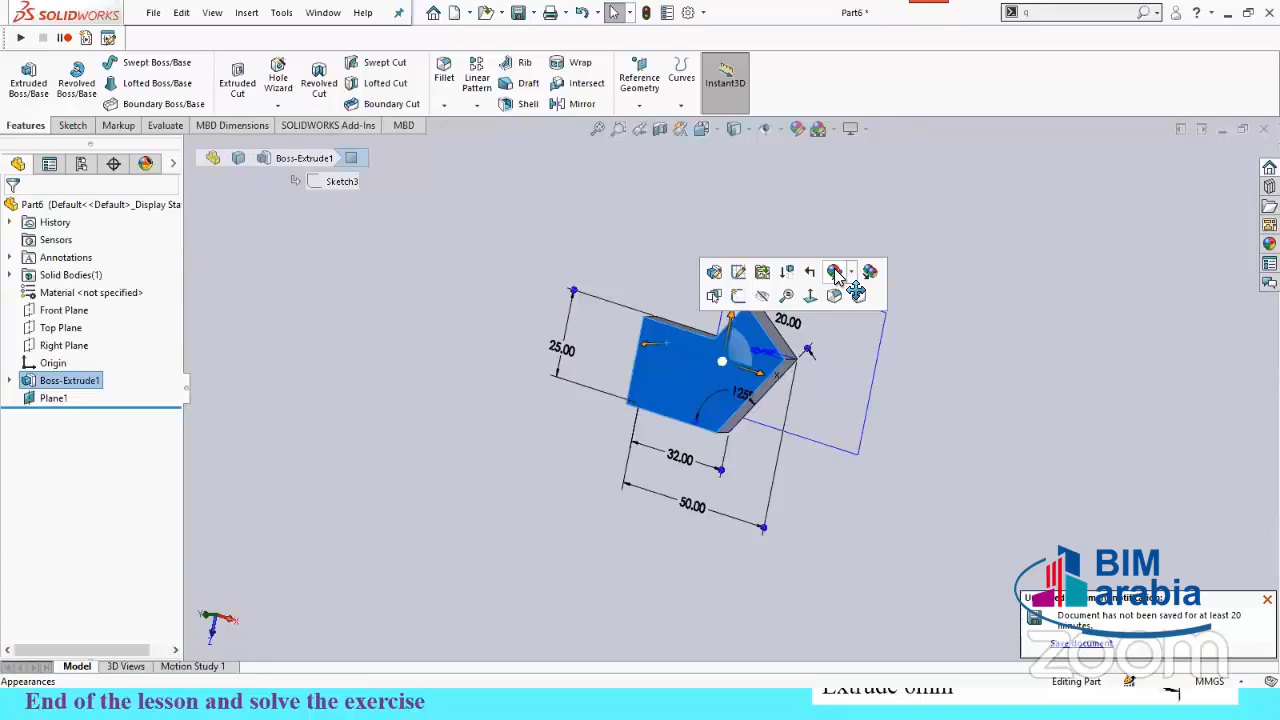 SOLIDWORKS File Edit View Insert Tools Window Help Part6 * q
Extruded Boss/Base
Revolved Boss/Base
Swept Boss/Base
Lofted Boss/Base
Boundary Boss/Base
Extruded Cut
Hole Wizard
Revolved Cut
Swept Cut
Lofted Cut
Boundary Cut
Fillet
Linear Pattern
Rib
Draft
Shell
Wrap
Intersect
Mirror
Reference Geometry
Curves
Instant3D
Features Sketch Markup Evaluate MBD Dimensions SOLIDWORKS Add-Ins MBD
Boss-Extrude1
Sketch3
Part6 (Default<<Default>_Display Sta
History
Sensors
Annotations
Solid Bodies(1)
Material <not specified>
Front Plane
Top Plane
Right Plane
Origin
Boss-Extrude1
Plane1
20.00
25.00
125°
32.00
50.00
X
Y
X
Z
BIM
arabia
Document has not been saved for at least 20
minutes.
Save document
zoom
Model 3D Views Motion Study 1
Appearances Editing Part MMGS
End of the lesson and solve the exercise
Extrude 6mm